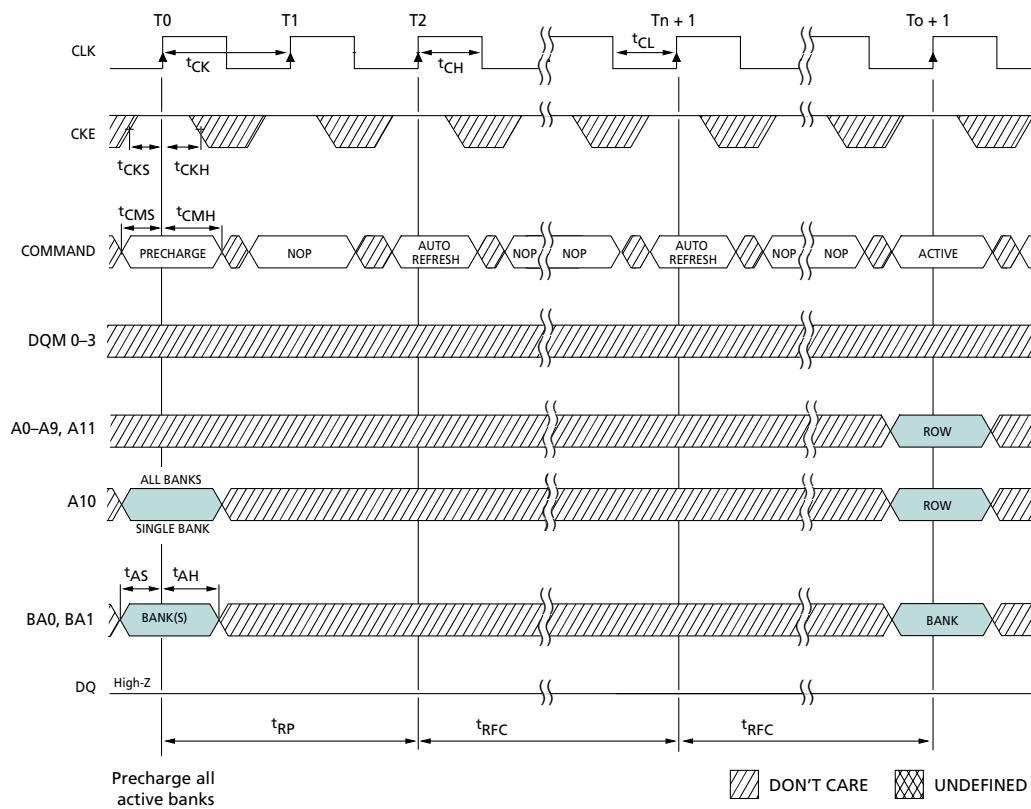 T0 T1 T2 Tn + 1 To + 1
CLK
tCK tCH tCL
CKE
tCKS tCKH
tCMS tCMH
COMMAND PRECHARGE NOP AUTO REFRESH NOP NOP AUTO REFRESH NOP NOP ACTIVE
DQM 0–3
A0–A9, A11 ROW
ALL BANKS
A10 ROW
SINGLE BANK
tAS tAH
BA0, BA1 BANK(S) BANK
DQ High-Z
tRP tRFC tRFC
Precharge all
active banks
DON'T CARE UNDEFINED